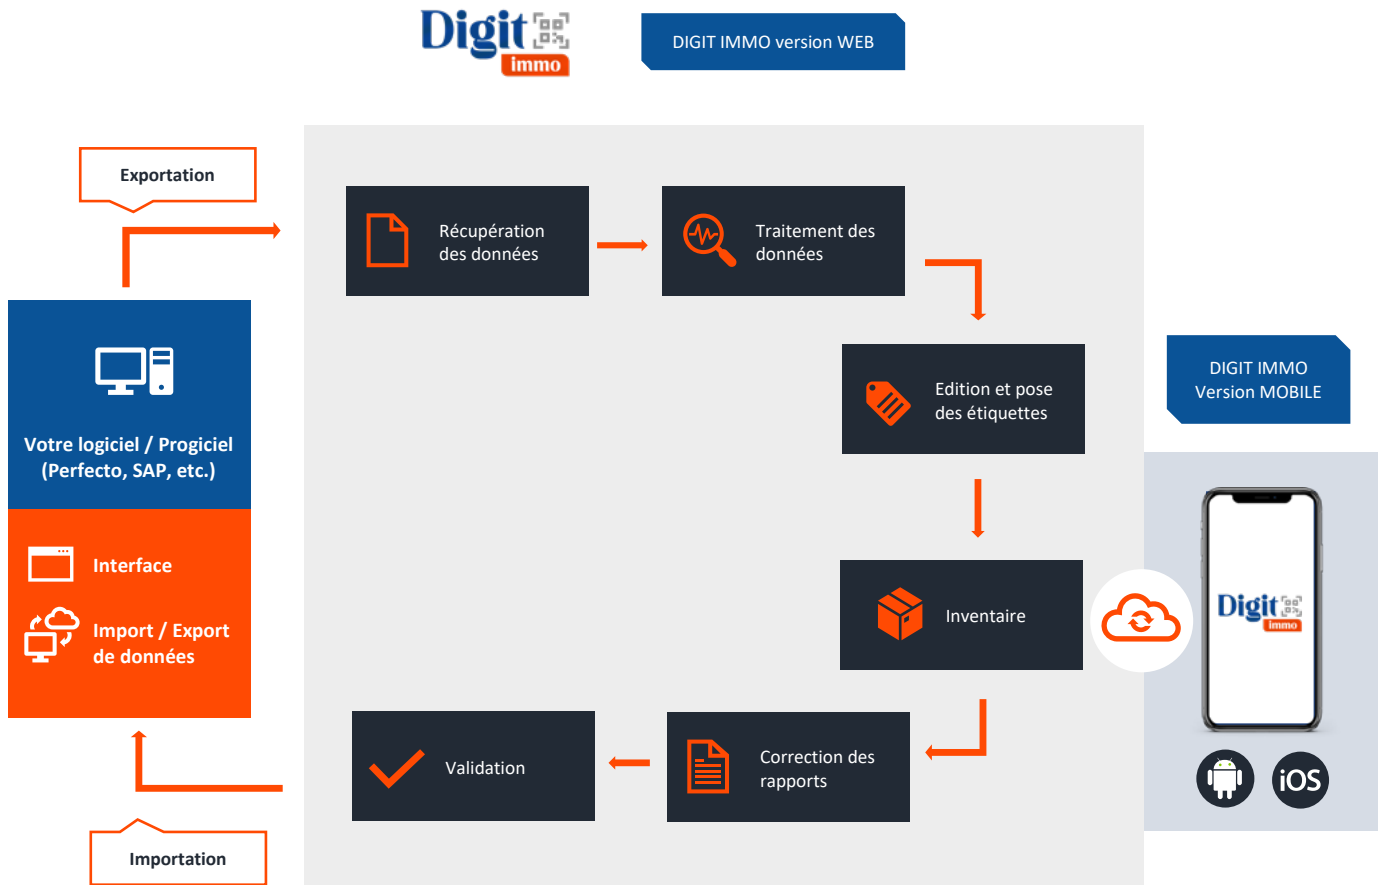 Digit
immo
DIGIT IMMO version WEB
Exportation
Récupération
des données
Traitement des
données
Votre logiciel / Progiciel
(Perfecto, SAP, etc.)
Edition et pose
des étiquettes
DIGIT IMMO
Version MOBILE
Interface
Import / Export
de données
Inventaire
Digit
immo
Validation
Correction des
rapports
iOS
Importation